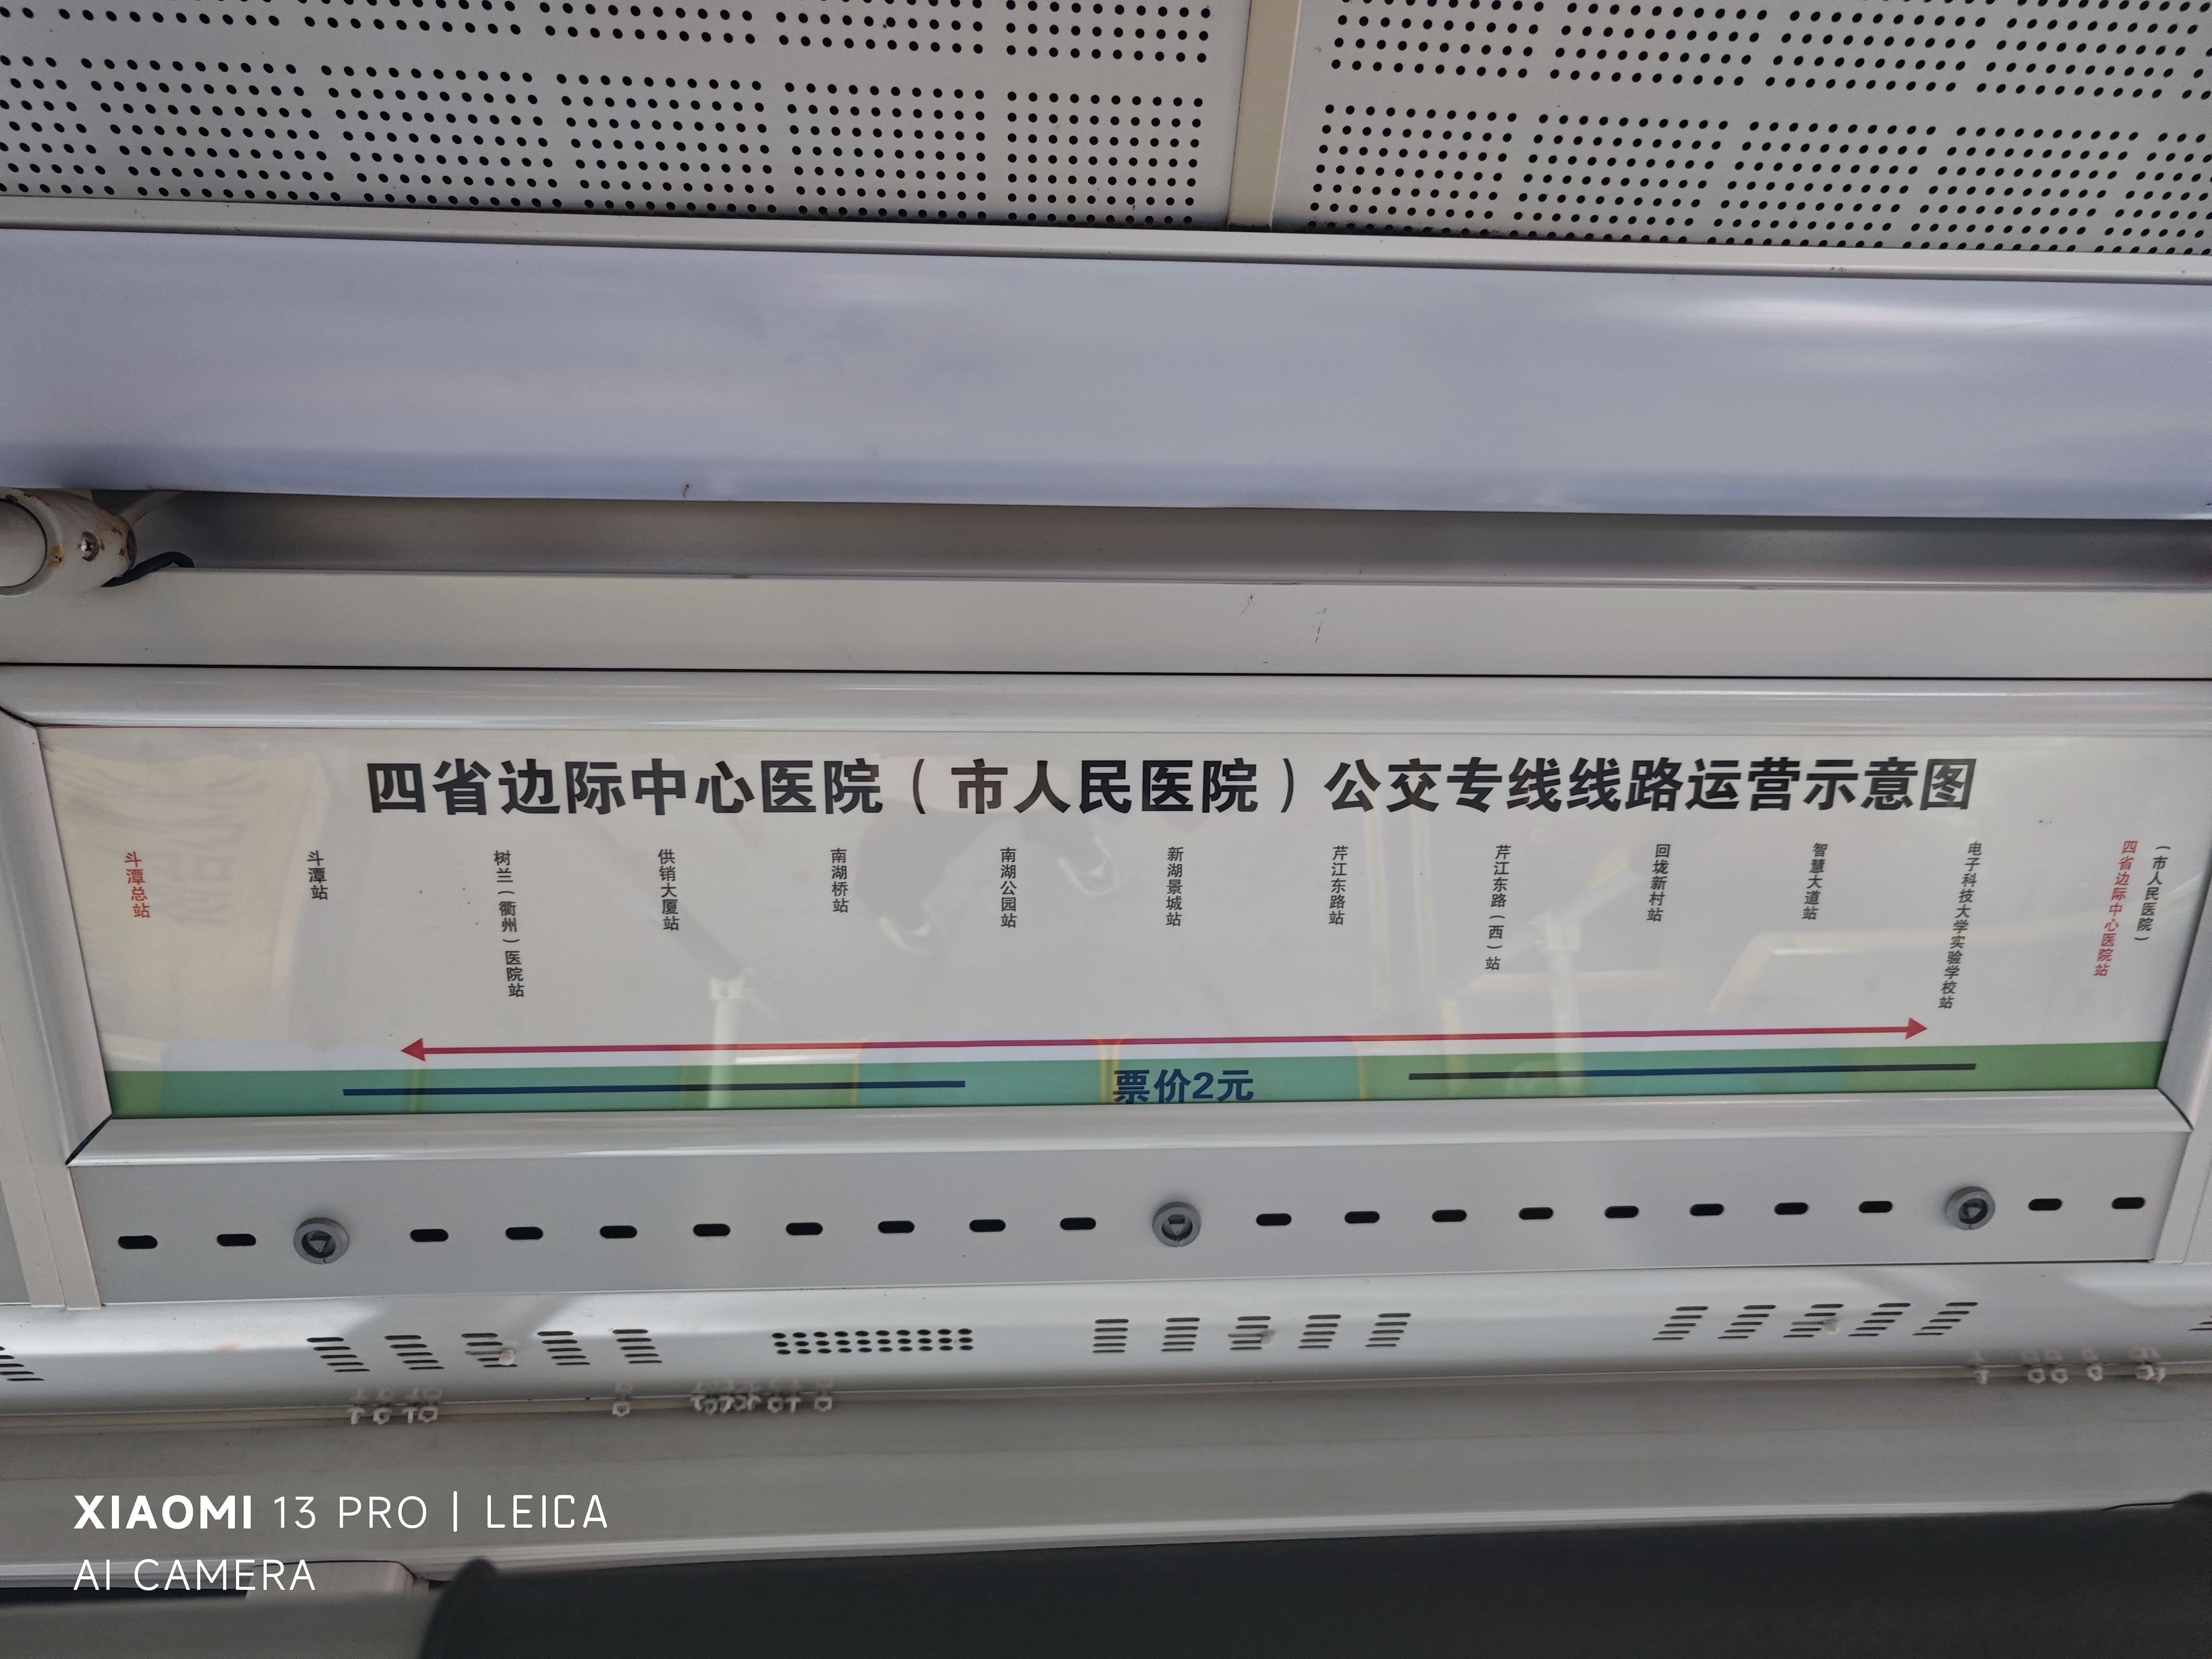 四省边际中心医院（市人民医院）公交专线线路运营示意图
斗潭总站
斗潭站
树兰（衢州）医院站
供销大厦站
南湖桥站
南湖公园站
新湖景城站
芹江东路站
芹江东路（西）站
回垅新村站
智慧大道站
电子科技大学实验学校站
四省边际中心医院站
（市人民医院）
票价2元
XIAOMI 13 PRO | LEICA
AI CAMERA